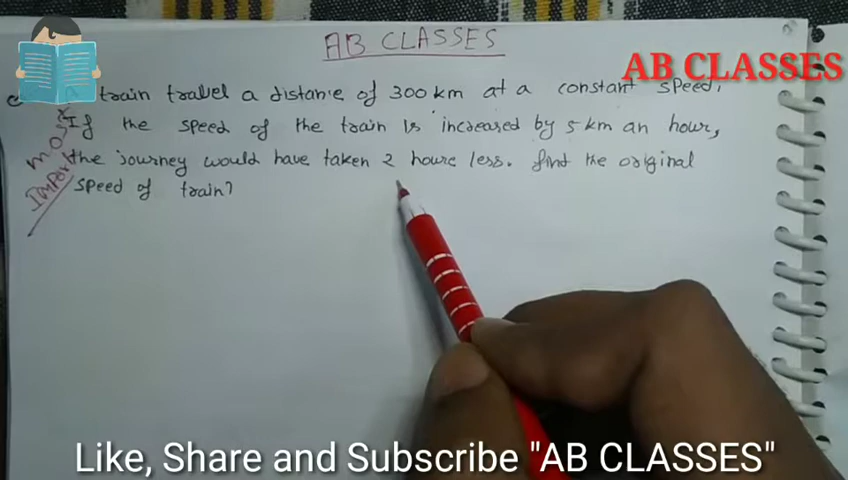 AB CLASSES
AB CLASSES
train travel a distance of 300 km at a constant speed.
If the speed of the train is increased by 5 km an hour,
the journey would have taken 2 hours less. find the original
speed of train?
MOST
Import
Like, Share and Subscribe "AB CLASSES"